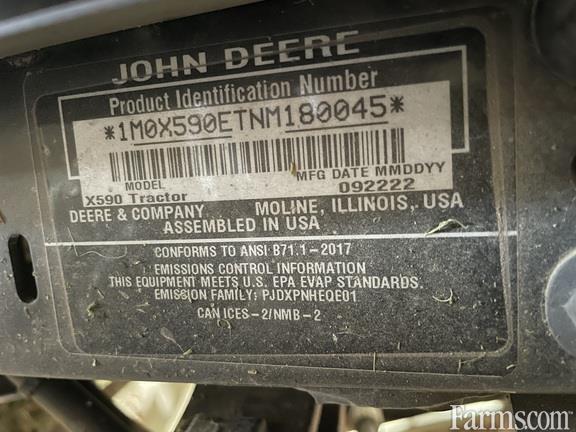 JOHN DEERE
Product Identification Number
*1M0X590ETNM180045*
MODEL MFG DATE MMDDYY
X590 Tractor 092222
DEERE & COMPANY MOLINE, ILLINOIS, USA
ASSEMBLED IN USA
CONFORMS TO ANSI B71.1-2017
EMISSIONS CONTROL INFORMATION
THIS EQUIPMENT MEETS U.S. EPA EVAP STANDARDS.
EMISSION FAMILY: PJDXPNHEQE01
CAN ICES-2/NMB-2
Farms.com